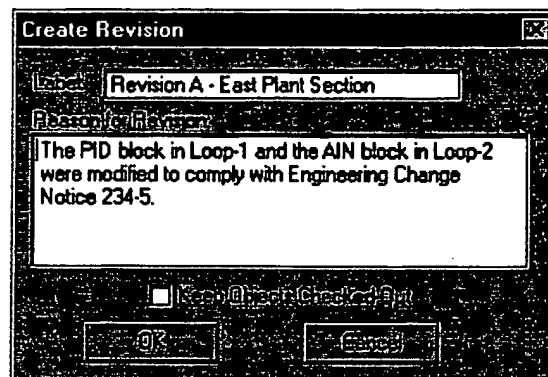 Create Revision
Label: Revision A - East Plant Section
Reason for Revision:
The PID block in Loop-1 and the AIN block in Loop-2
were modified to comply with Engineering Change
Notice 234-5.
Keep Objects Checked Out
OK Cancel